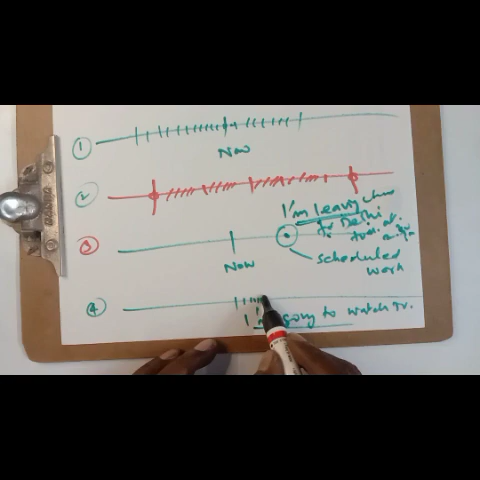 1
Now
2
I'm leaving
for Delhi
3
Now
scheduled
work
4
I'm going to watch TV.